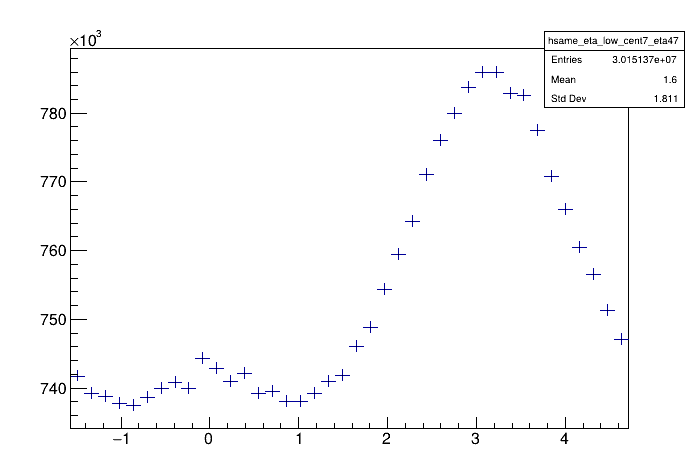 ×10³
hsame_eta_low_cent7_eta47
Entries 3.015137e+07
Mean 1.6
Std Dev 1.811
780
770
760
750
740
−1 0 1 2 3 4